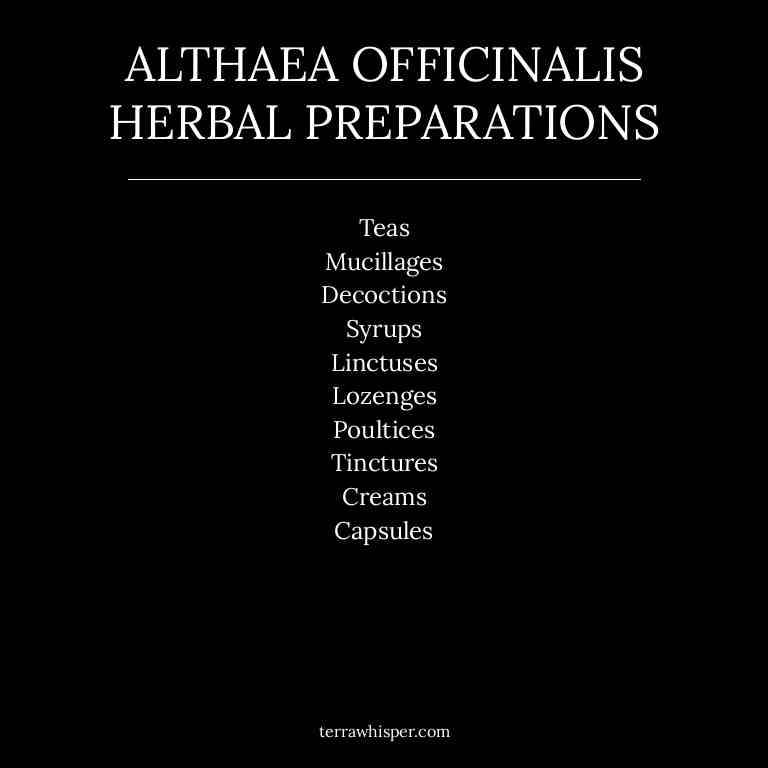 ALTHAEA OFFICINALIS
HERBAL PREPARATIONS
Teas
Mucillages
Decoctions
Syrups
Linctuses
Lozenges
Poultices
Tinctures
Creams
Capsules
terrawhisper.com